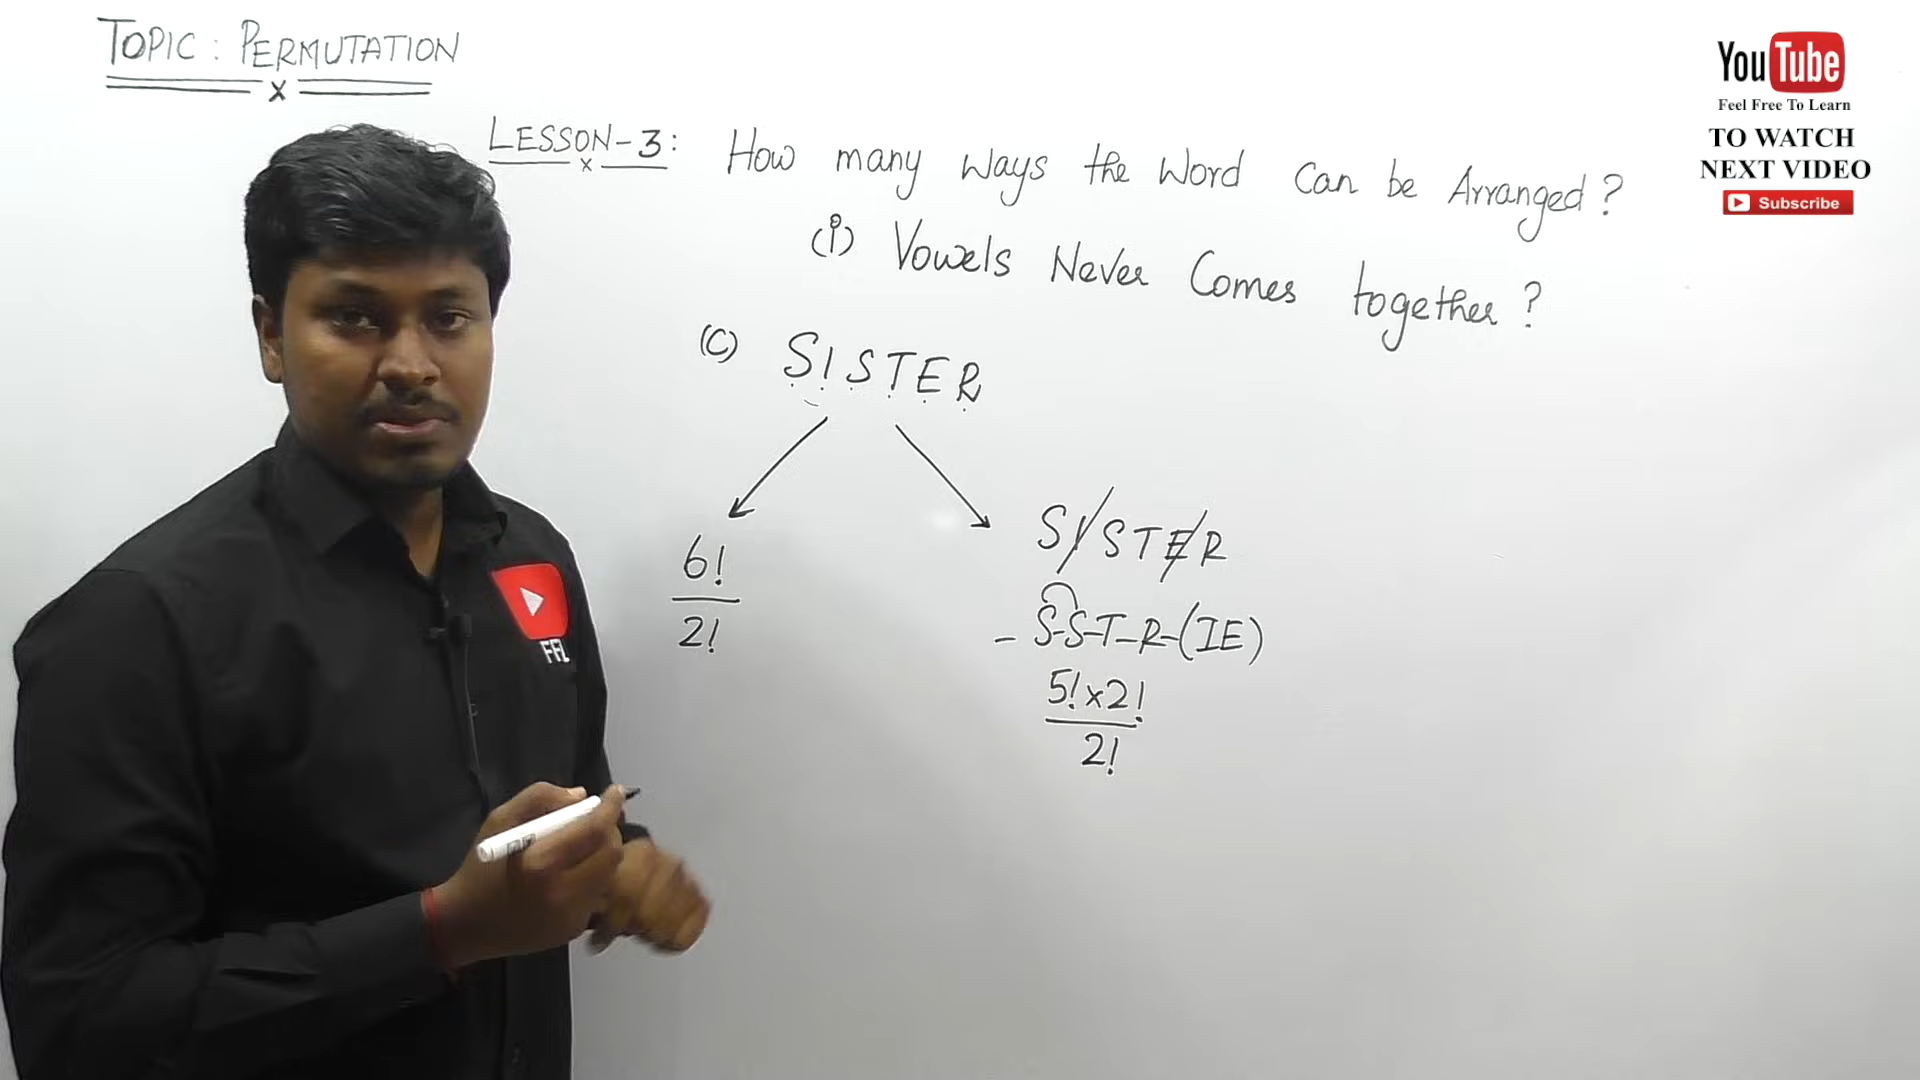 TOPIC : PERMUTATION
x
LESSON-3: How many ways the Word can be Arranged?
x
(i) Vowels Never Comes together?
(C) SISTER
6!
2!
SISTER
- S-S-T-R-(IE)
5!x2!
2!
YouTube
Feel Free To Learn
TO WATCH
NEXT VIDEO
Subscribe
FFL